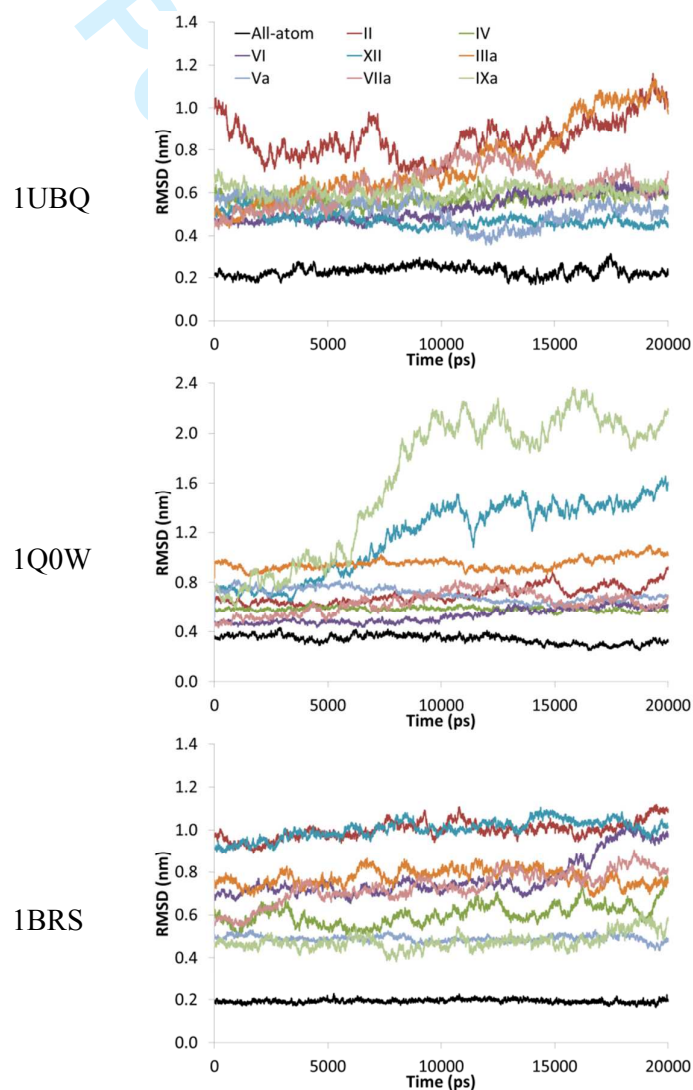 1.4
All-atom II IV
VI XII IIIa
Va VIIa IXa
1.2
1.0
0.8
0.6
0.4
0.2
0.0
RMSD (nm)
0 5000 10000 15000 20000
Time (ps)
1UBQ
2.4
2.0
1.6
1.2
0.8
0.4
0.0
RMSD (nm)
0 5000 10000 15000 20000
Time (ps)
1Q0W
1.4
1.2
1.0
0.8
0.6
0.4
0.2
0.0
RMSD (nm)
0 5000 10000 15000 20000
Time (ps)
1BRS